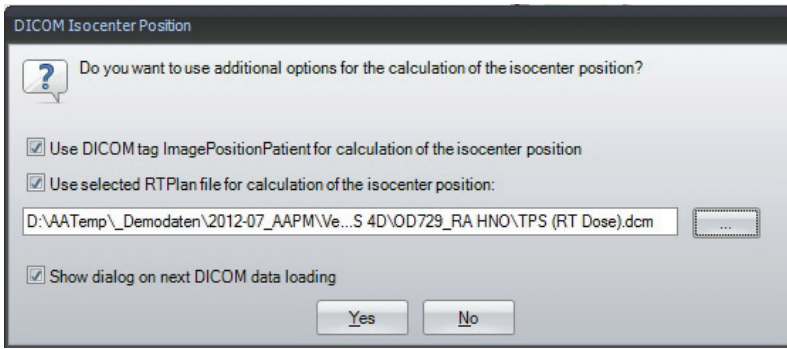 DICOM Isocenter Position
Do you want to use additional options for the calculation of the isocenter position?
Use DICOM tag ImagePositionPatient for calculation of the isocenter position
Use selected RTPlan file for calculation of the isocenter position:
D:\AATemp\_Demodaten\2012-07_AAPM\Ve...S 4D\OD729_RA HNO\TPS (RT Dose).dcm
...
Show dialog on next DICOM data loading
Yes No